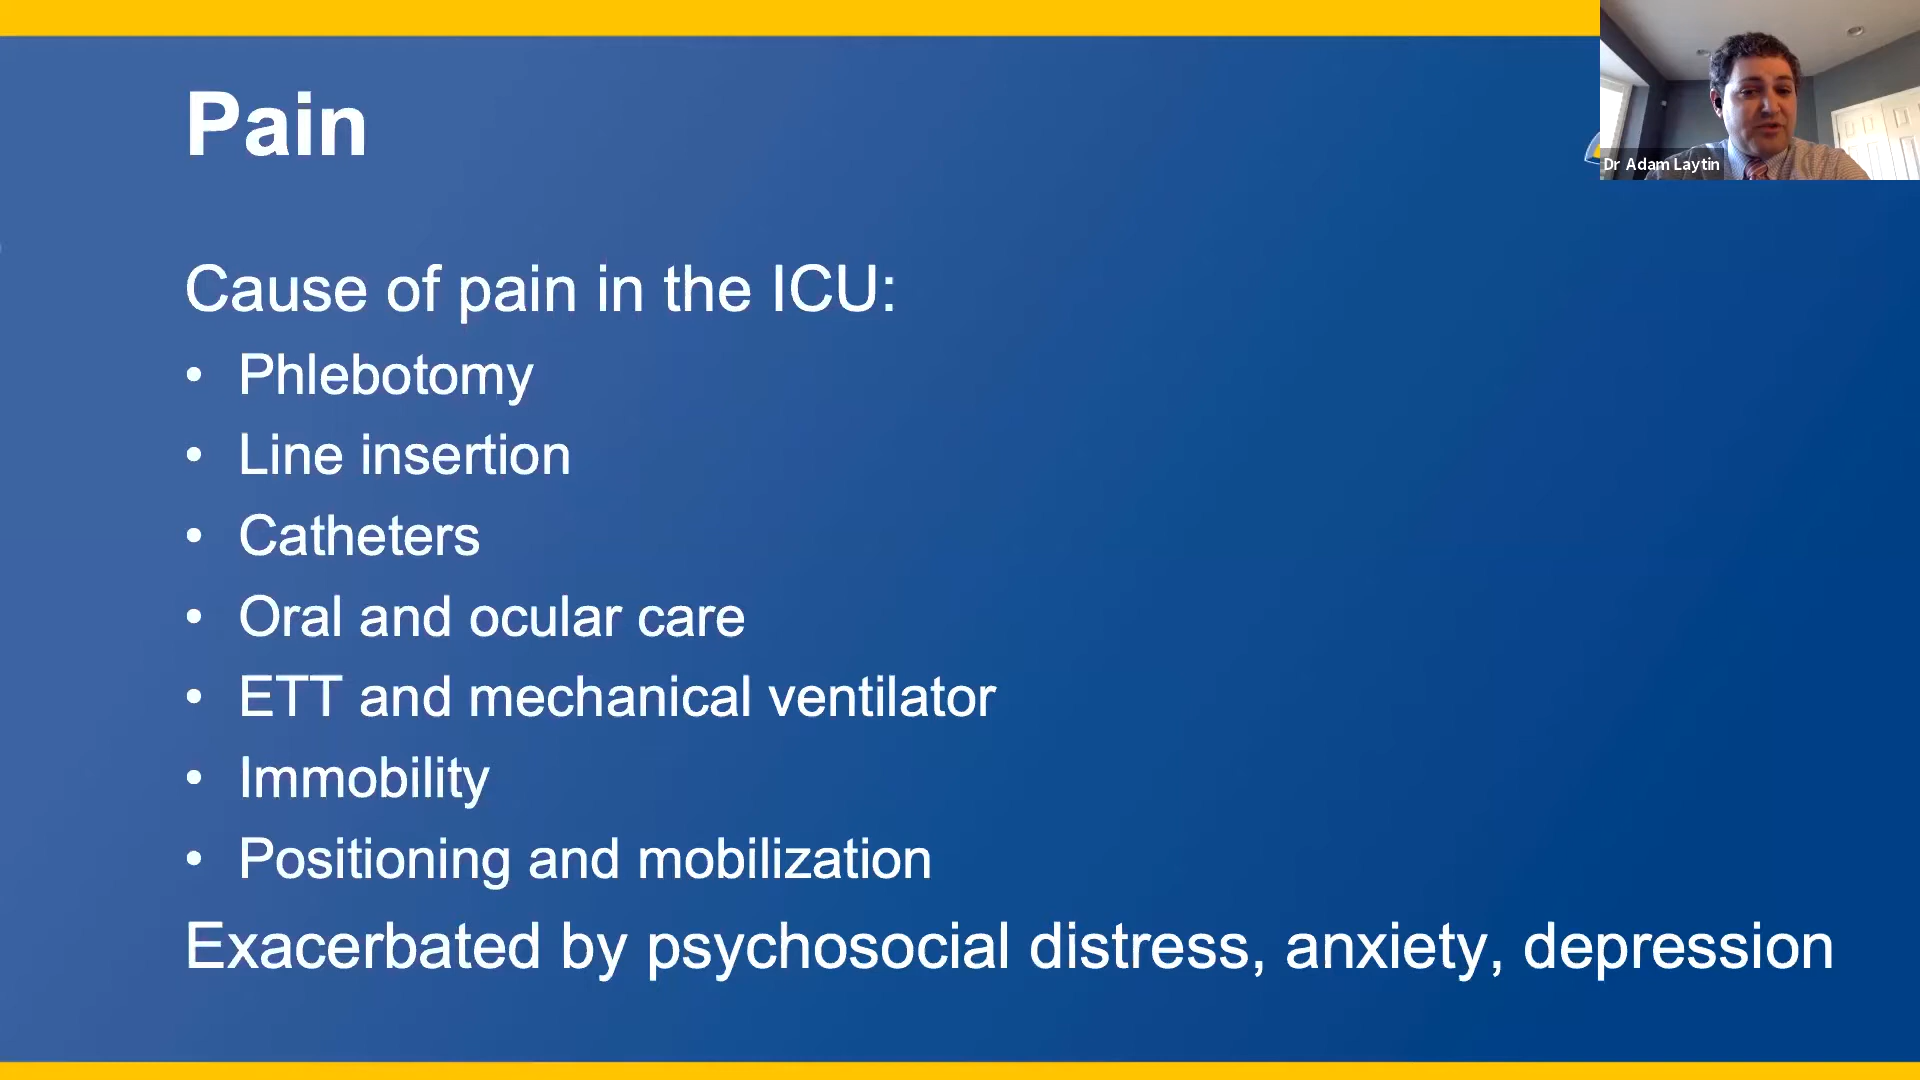 Pain
Dr Adam Laytin
Cause of pain in the ICU:
• Phlebotomy
• Line insertion
• Catheters
• Oral and ocular care
• ETT and mechanical ventilator
• Immobility
• Positioning and mobilization
Exacerbated by psychosocial distress, anxiety, depression